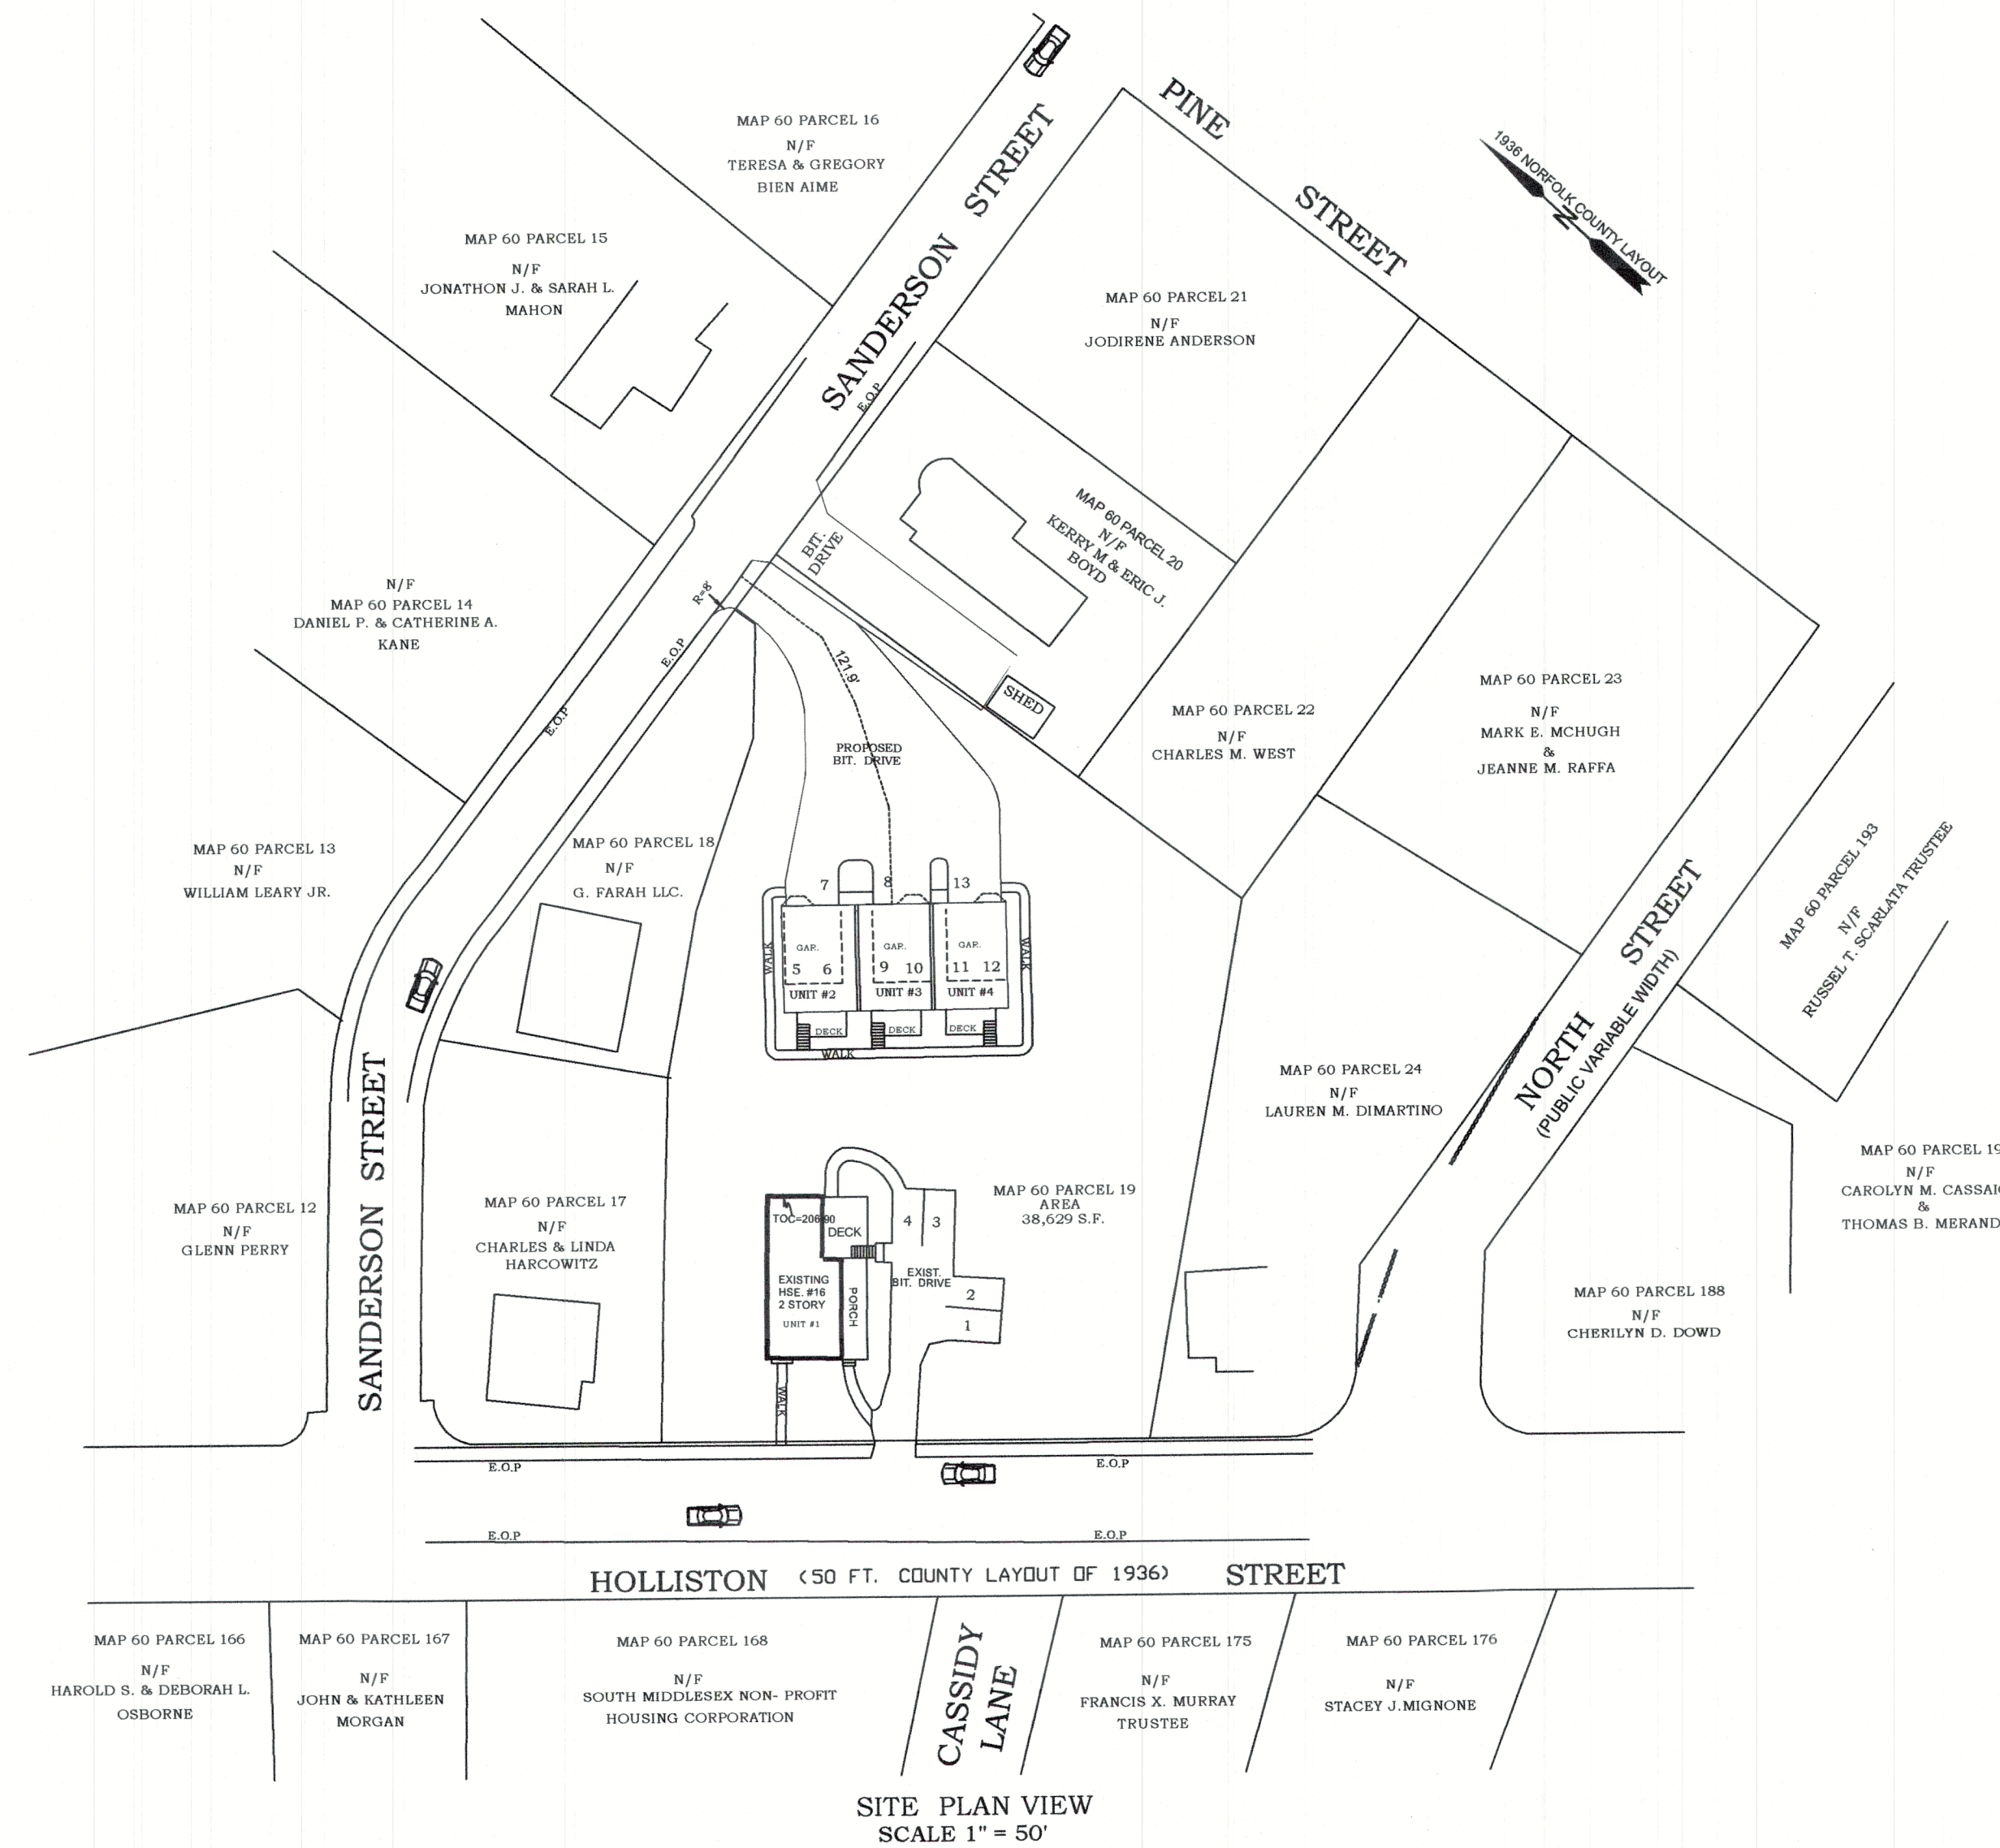 PINE
STREET
1936 NORFOLK COUNTY LAYOUT
N
SANDERSON STREET
MAP 60 PARCEL 16
N/F
TERESA & GREGORY
BIEN AIME
MAP 60 PARCEL 15
N/F
JONATHON J. & SARAH L.
MAHON
MAP 60 PARCEL 21
N/F
JODIRENE ANDERSON
E.O.P
MAP 60 PARCEL 20
N/F
KERRY M & ERIC J.
BOYD
BIT.
DRIVE
R=8'
N/F
MAP 60 PARCEL 14
DANIEL P. & CATHERINE A.
KANE
E.O.P
E.O.P
121.9'
SHED
PROPOSED
BIT. DRIVE
MAP 60 PARCEL 22
N/F
CHARLES M. WEST
MAP 60 PARCEL 23
N/F
MARK E. MCHUGH
&
JEANNE M. RAFFA
MAP 60 PARCEL 13
N/F
WILLIAM LEARY JR.
MAP 60 PARCEL 18
N/F
G. FARAH LLC.
7
8
13
WALK
GAR.
GAR.
GAR.
WALK
5 6
9 10
11 12
UNIT #2
UNIT #3
UNIT #4
DECK
DECK
DECK
WALK
MAP 60 PARCEL 193
N/F
RUSSEL T. SCARLATA TRUSTEE
NORTH STREET
(PUBLIC VARIABLE WIDTH)
MAP 60 PARCEL 24
N/F
LAUREN M. DIMARTINO
SANDERSON STREET
MAP 60 PARCEL 12
N/F
GLENN PERRY
MAP 60 PARCEL 17
N/F
CHARLES & LINDA
HARCOWITZ
TOC=206.90
DECK
4 3
MAP 60 PARCEL 19
AREA
38,629 S.F.
EXISTING
HSE. #16
2 STORY
UNIT #1
PORCH
EXIST.
BIT. DRIVE
2
1
WALK
MAP 60 PARCEL 19
N/F
CAROLYN M. CASSAI
&
THOMAS B. MERAND
MAP 60 PARCEL 188
N/F
CHERILYN D. DOWD
E.O.P
E.O.P
E.O.P
E.O.P
HOLLISTON (50 FT. COUNTY LAYOUT OF 1936) STREET
MAP 60 PARCEL 166
N/F
HAROLD S. & DEBORAH L.
OSBORNE
MAP 60 PARCEL 167
N/F
JOHN & KATHLEEN
MORGAN
MAP 60 PARCEL 168
N/F
SOUTH MIDDLESEX NON- PROFIT
HOUSING CORPORATION
CASSIDY
LANE
MAP 60 PARCEL 175
N/F
FRANCIS X. MURRAY
TRUSTEE
MAP 60 PARCEL 176
N/F
STACEY J.MIGNONE
SITE PLAN VIEW
SCALE 1" = 50'